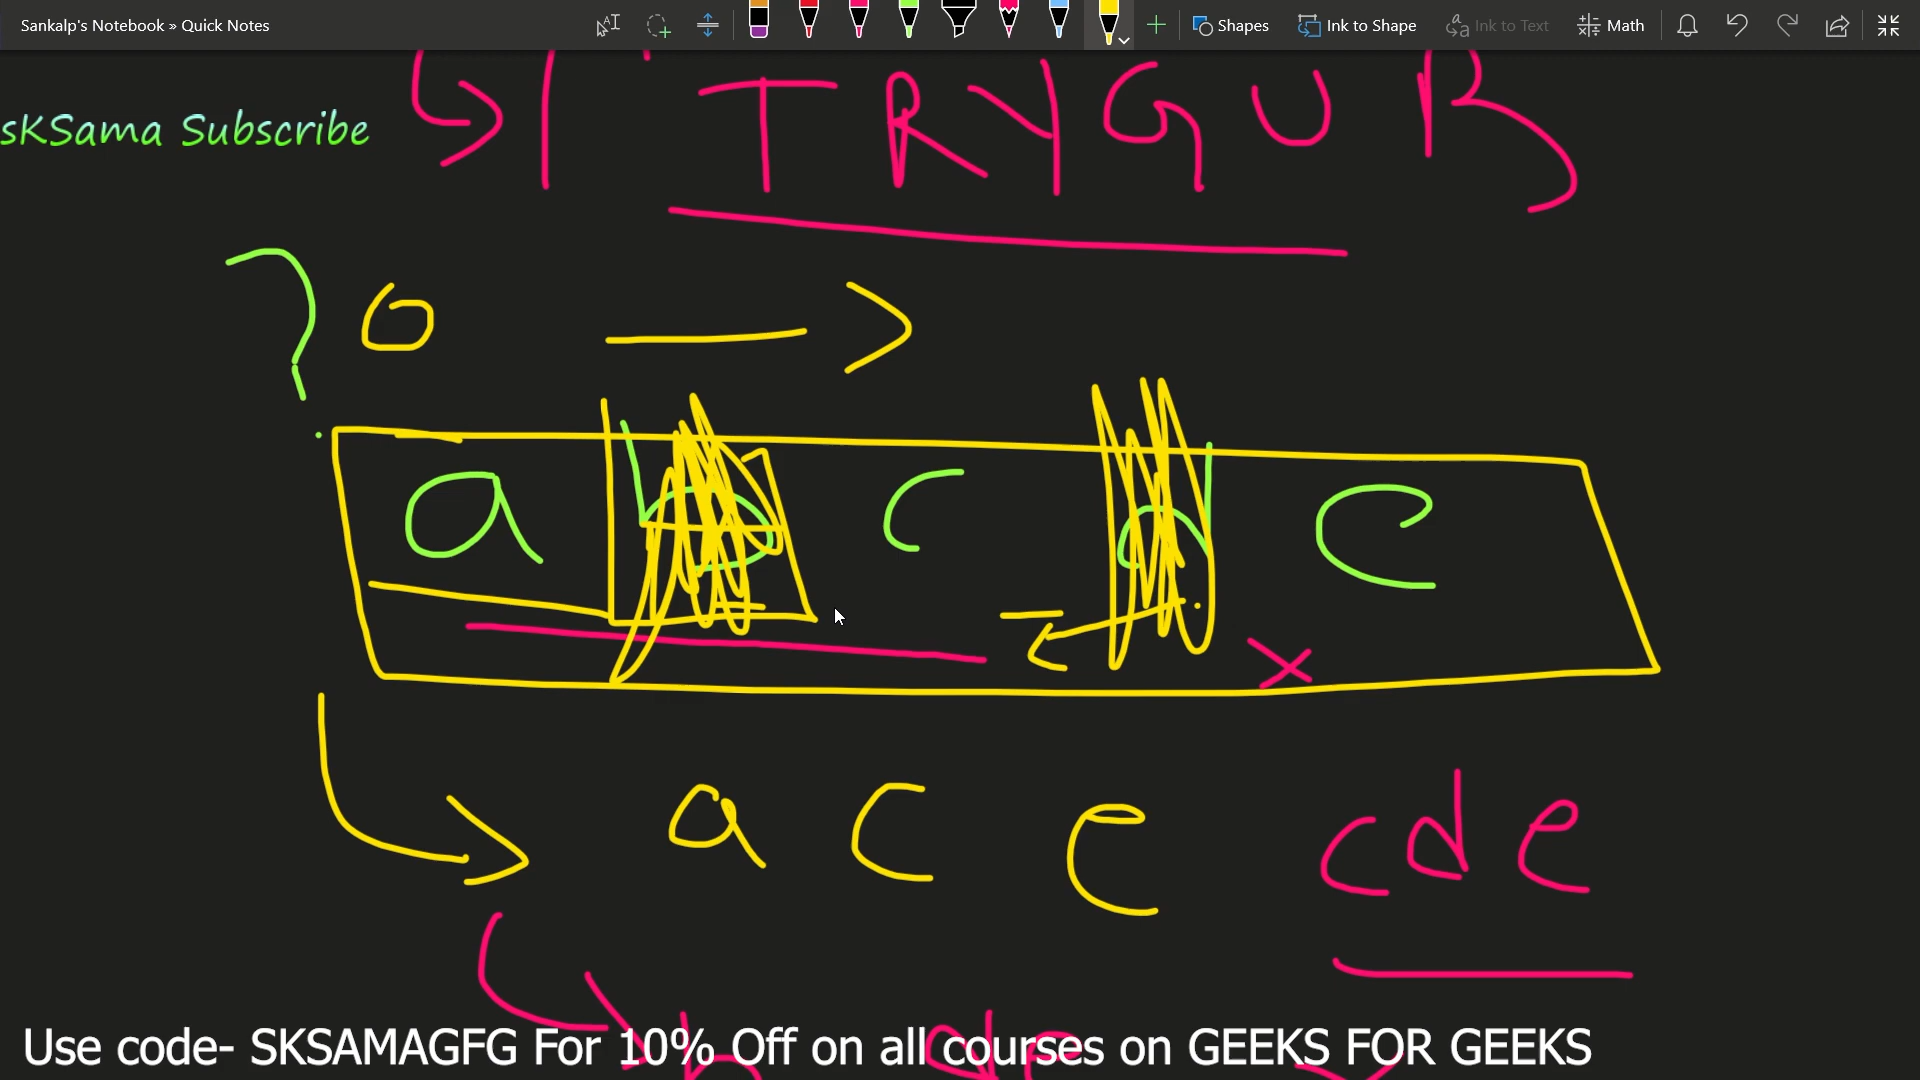 Sankalp's Notebook » Quick Notes
Shapes Ink to Shape Ink to Text Math
sKSama Subscribe
TRYGUR
a b c d e
a c e cde
Use code- SKSAMAGFG For 10% Off on all courses on GEEKS FOR GEEKS